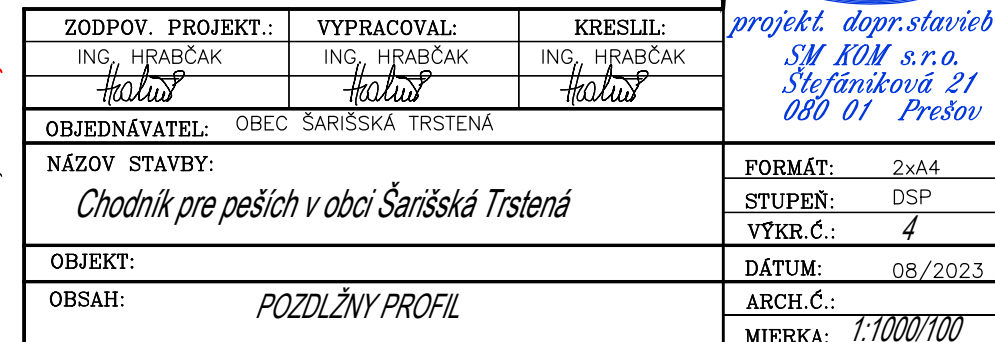 ZODPOV. PROJEKT.: VYPRACOVAL: KRESLIL:
ING. HRABČAK ING. HRABČAK ING. HRABČAK
projekt. dopr.stavieb
SM KOM s.r.o.
Štefániková 21
080 01 Prešov
OBJEDNÁVATEL: OBEC ŠARIŠSKÁ TRSTENÁ
NÁZOV STAVBY:
Chodník pre peších v obci Šarišská Trstená
OBJEKT:
OBSAH: POZDLŽNY PROFIL
FORMÁT: 2xA4
STUPEŇ: DSP
VÝKR.Č.: 4
DÁTUM: 08/2023
ARCH.Č.:
MIERKA: 1:1000/100